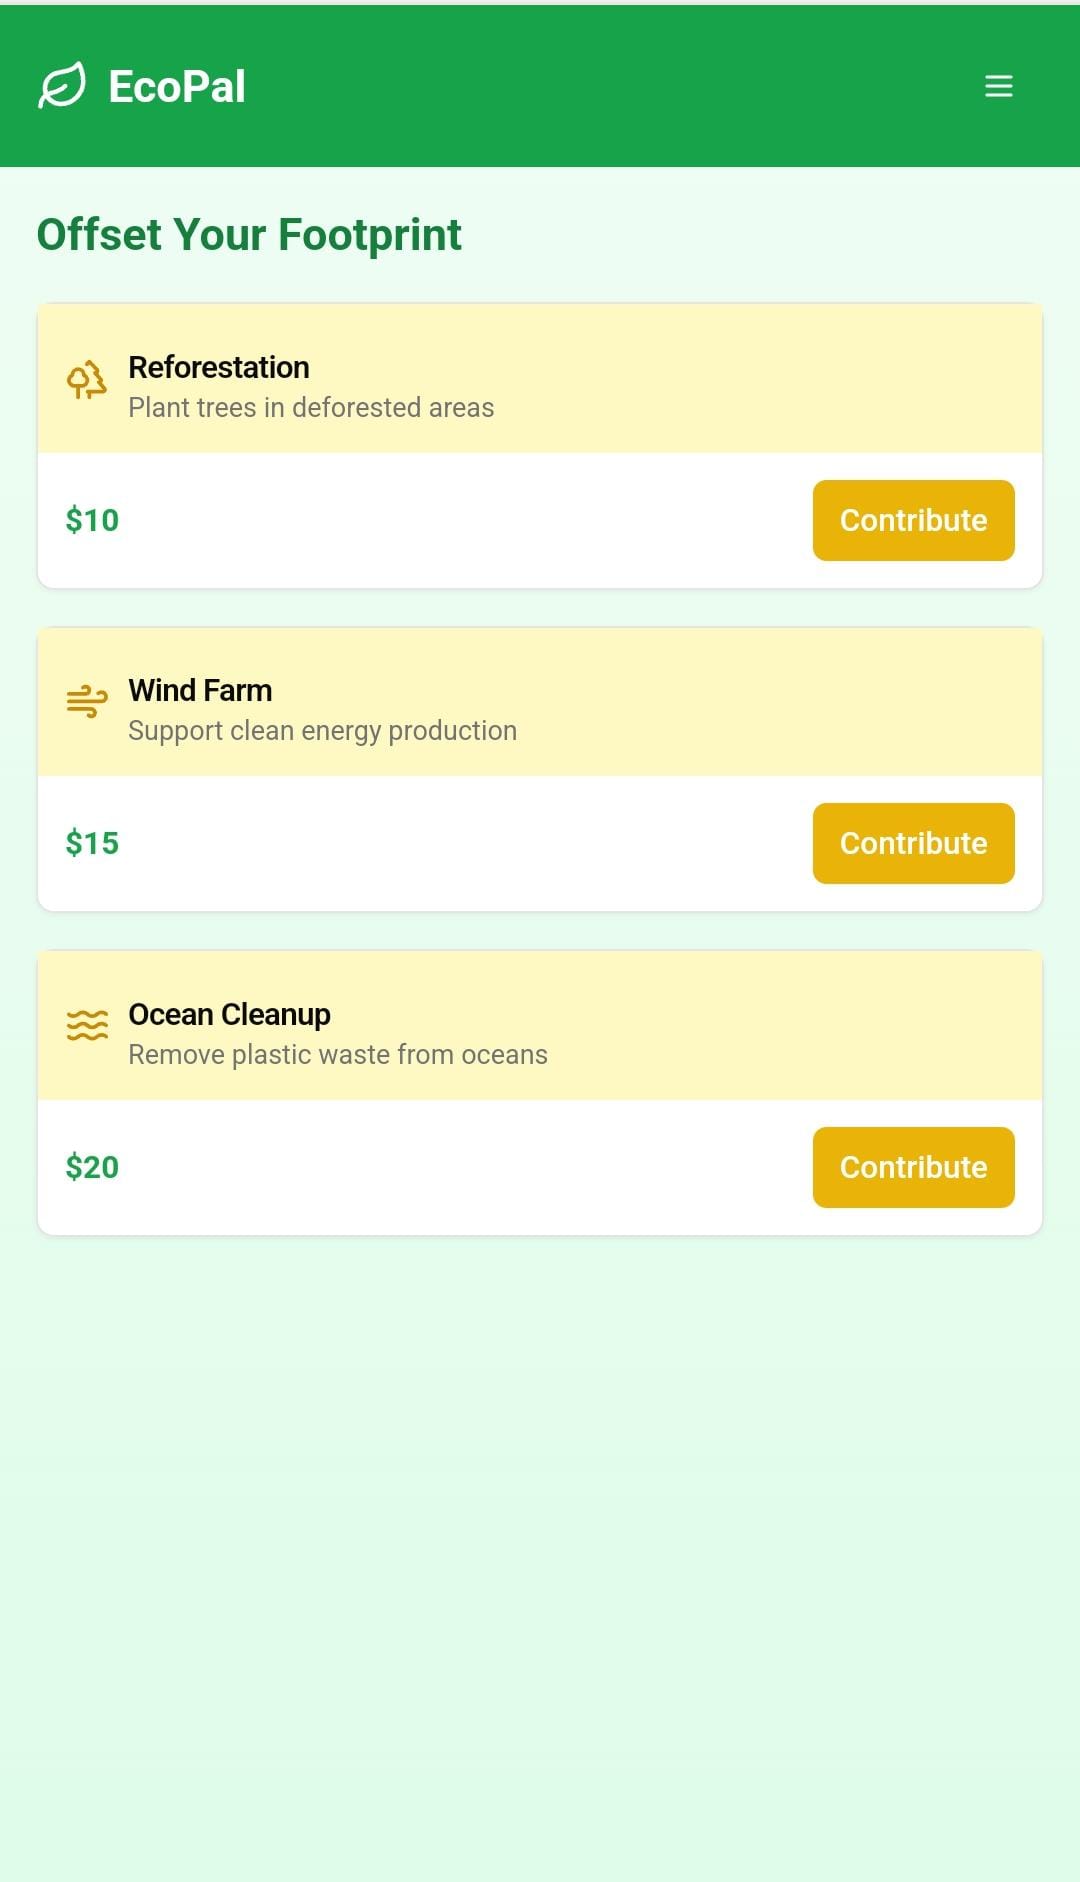 EcoPal
Offset Your Footprint
Reforestation
Plant trees in deforested areas
$10
Contribute
Wind Farm
Support clean energy production
$15
Contribute
Ocean Cleanup
Remove plastic waste from oceans
$20
Contribute